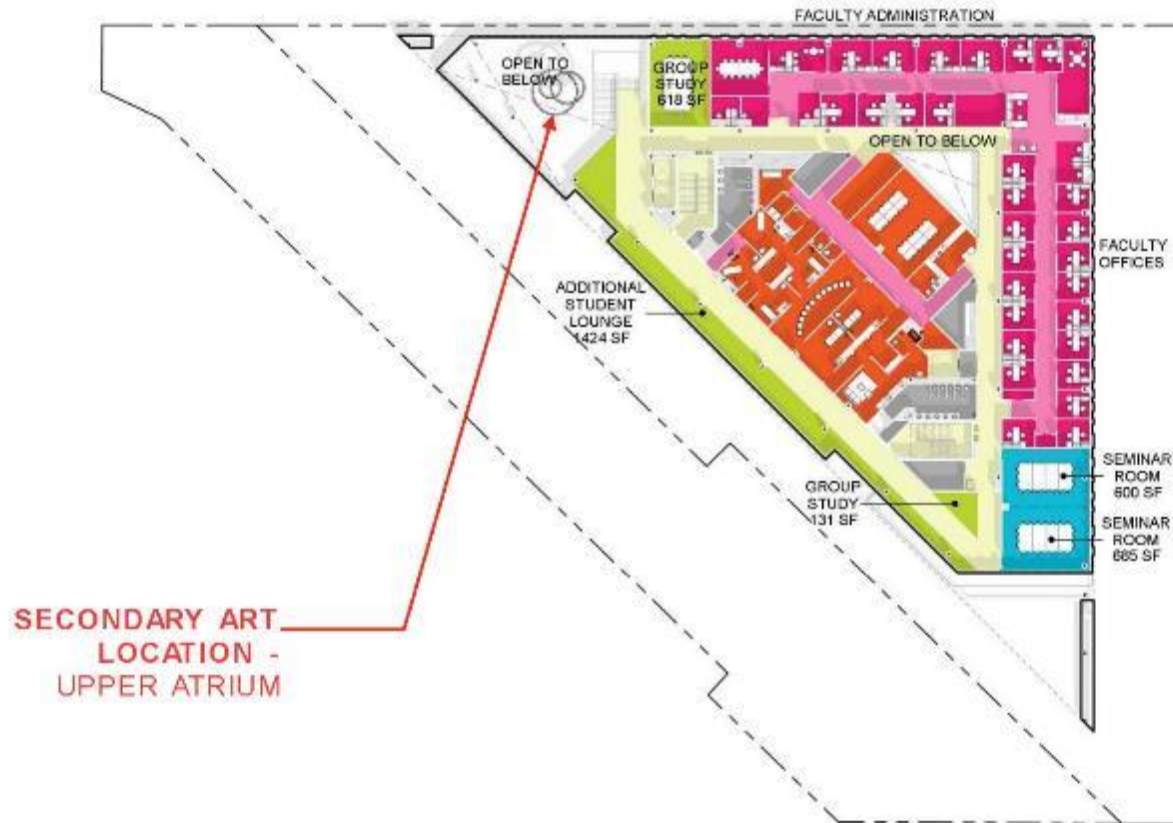 FACULTY ADMINISTRATION
OPEN TO
BELOW
GROUP
STUDY
618 SF
OPEN TO BELOW
FACULTY
OFFICES
ADDITIONAL
STUDENT
LOUNGE
1424 SF
GROUP
STUDY
131 SF
SEMINAR
ROOM
600 SF
SEMINAR
ROOM
685 SF
SECONDARY ART
LOCATION -
UPPER ATRIUM